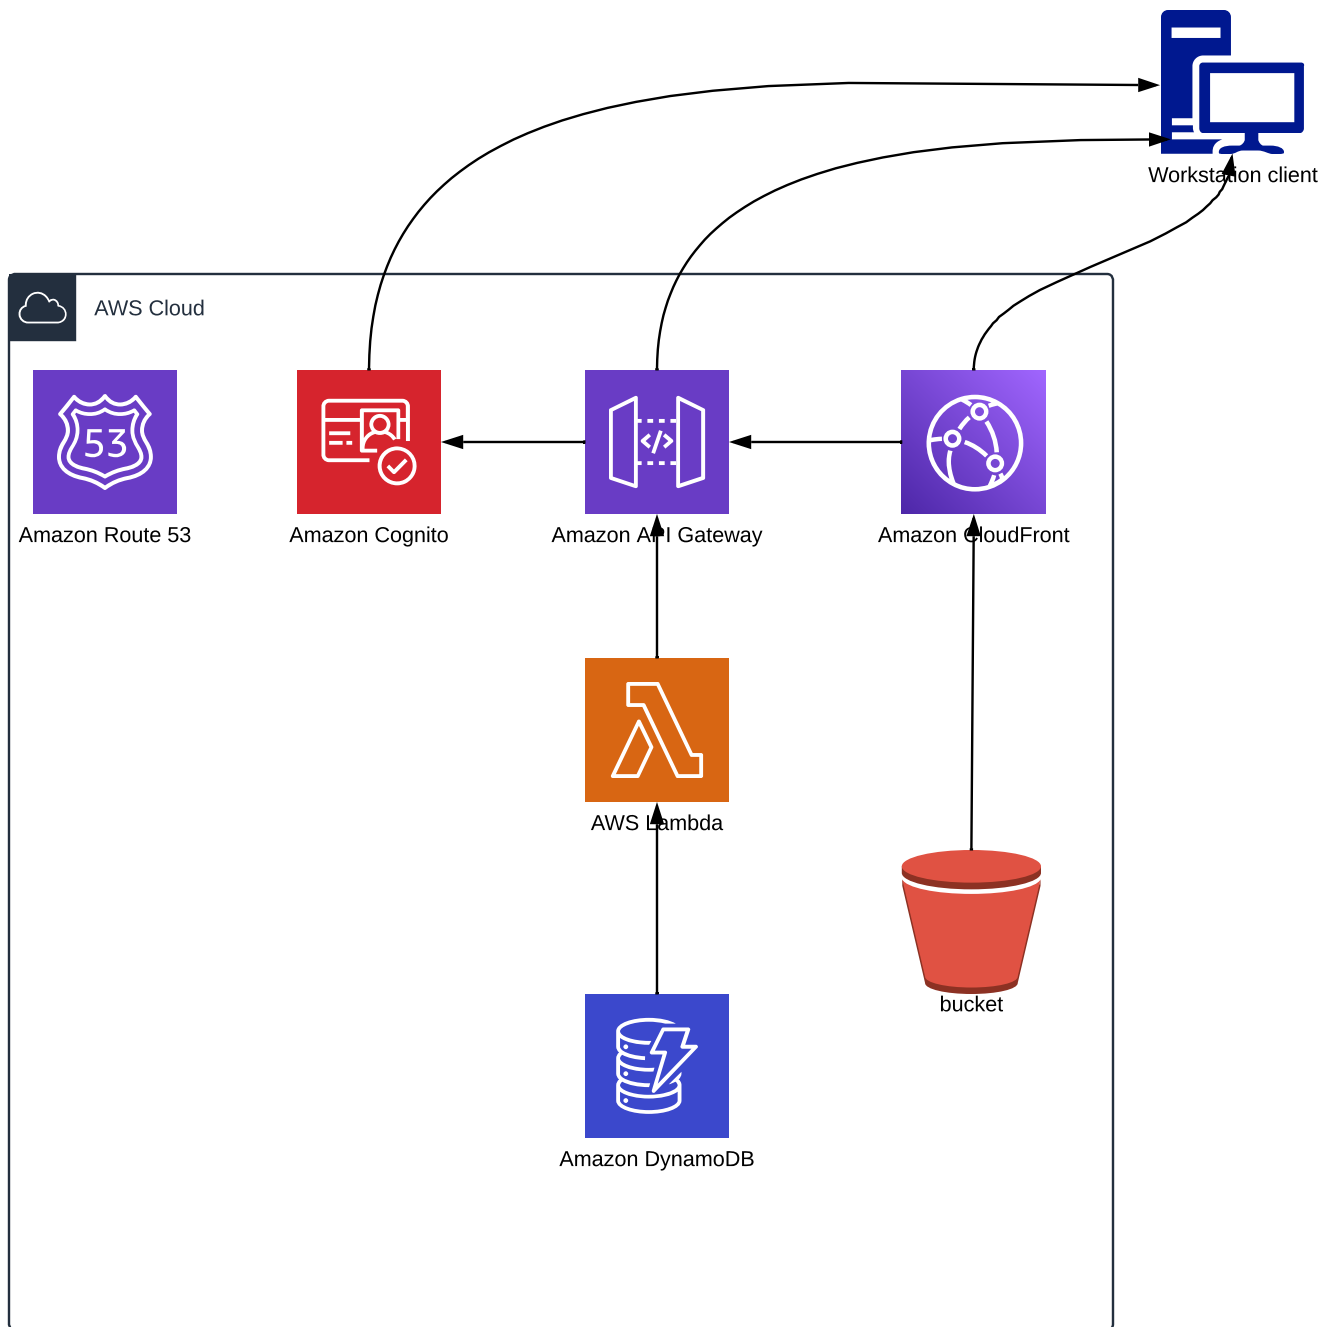 Workstation client
AWS Cloud
53
Amazon Route 53
Amazon Cognito
Amazon API Gateway
Amazon CloudFront
AWS Lambda
bucket
Amazon DynamoDB